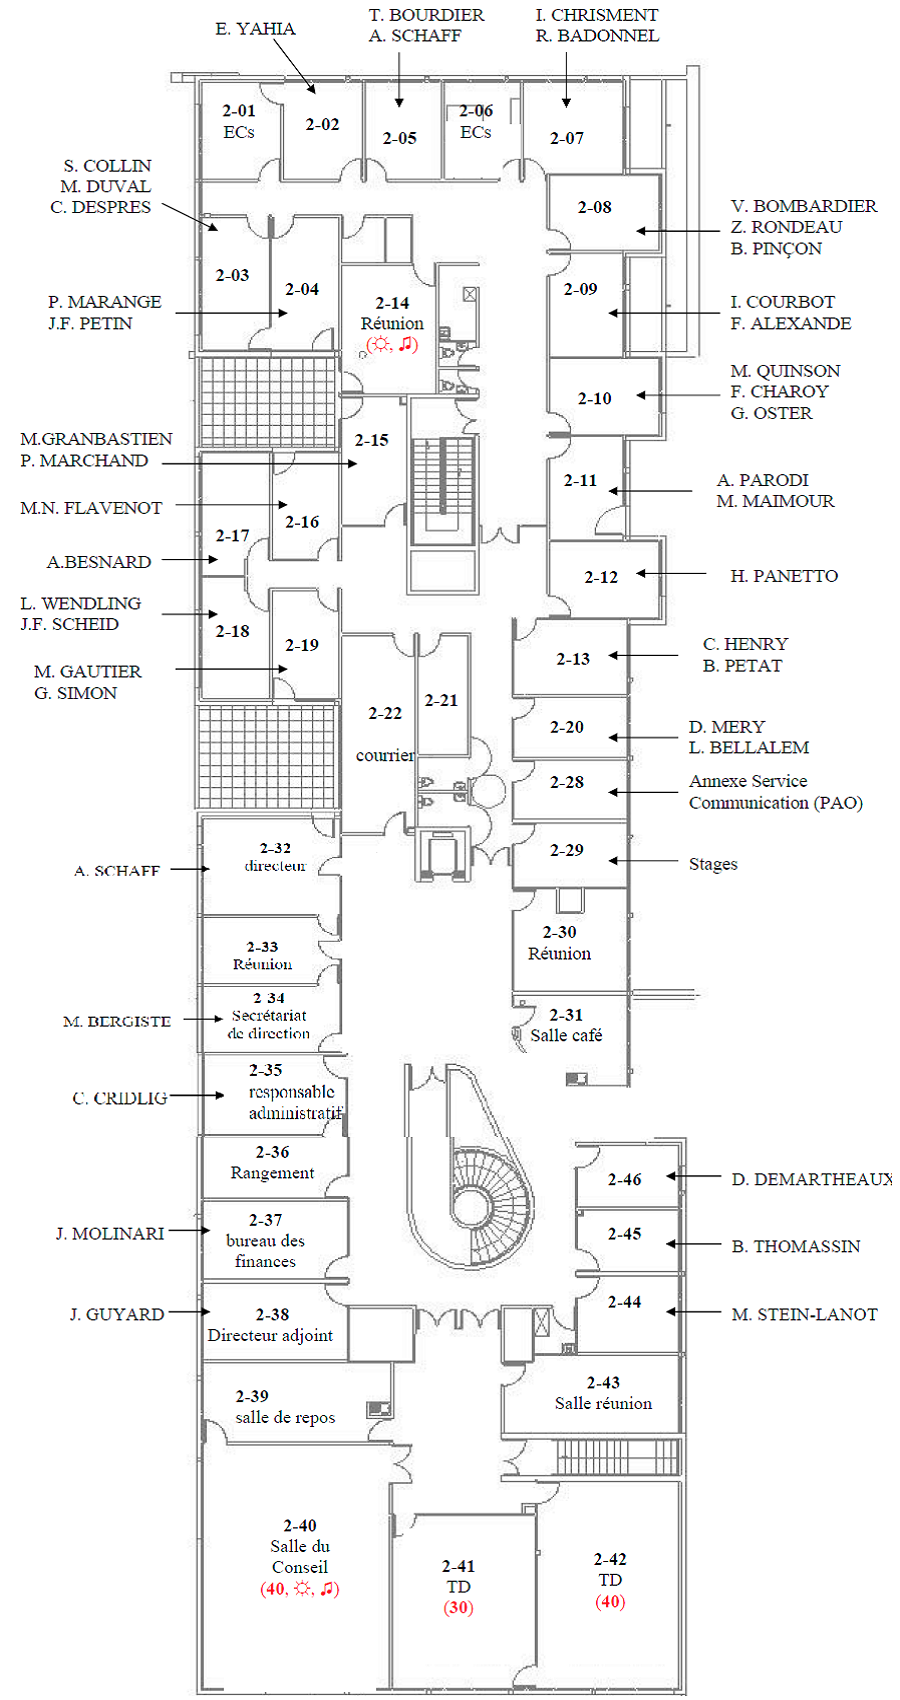 E. YAHIA
T. BOURDIER
A. SCHAFF
I. CHRISMENT
R. BADONNEL
2-01
ECs
2-02
2-05
2-06
ECs
2-07
S. COLLIN
M. DUVAL
C. DESPRES
2-08
V. BOMBARDIER
Z. RONDEAU
B. PINÇON
2-03
2-04
2-09
P. MARANGE
J.F. PETIN
2-14
Réunion
(☼, ♫)
I. COURBOT
F. ALEXANDE
M. QUINSON
F. CHAROY
G. OSTER
2-10
M.GRANBASTIEN
P. MARCHAND
2-15
2-11
A. PARODI
M. MAIMOUR
M.N. FLAVENOT
2-16
2-17
A.BESNARD
2-12
H. PANETTO
L. WENDLING
J.F. SCHEID
2-18
2-19
2-13
C. HENRY
B. PETAT
M. GAUTIER
G. SIMON
2-22
courrier
2-21
2-20
D. MERY
L. BELLALEM
2-28
Annexe Service
Communication (PAO)
2-29
Stages
A. SCHAFF
2-32
directeur
2-33
Réunion
2-30
Réunion
M. BERGISTE
2-34
Secrétariat
de direction
2-31
Salle café
C. CRIDLIG
2-35
responsable
administratif
2-36
Rangement
2-46
D. DEMARTHEAUX
J. MOLINARI
2-37
bureau des
finances
2-45
B. THOMASSIN
J. GUYARD
2-38
Directeur adjoint
2-44
M. STEIN-LANOT
2-39
salle de repos
2-43
Salle réunion
2-40
Salle du
Conseil
(40, ☼, ♫)
2-41
TD
(30)
2-42
TD
(40)